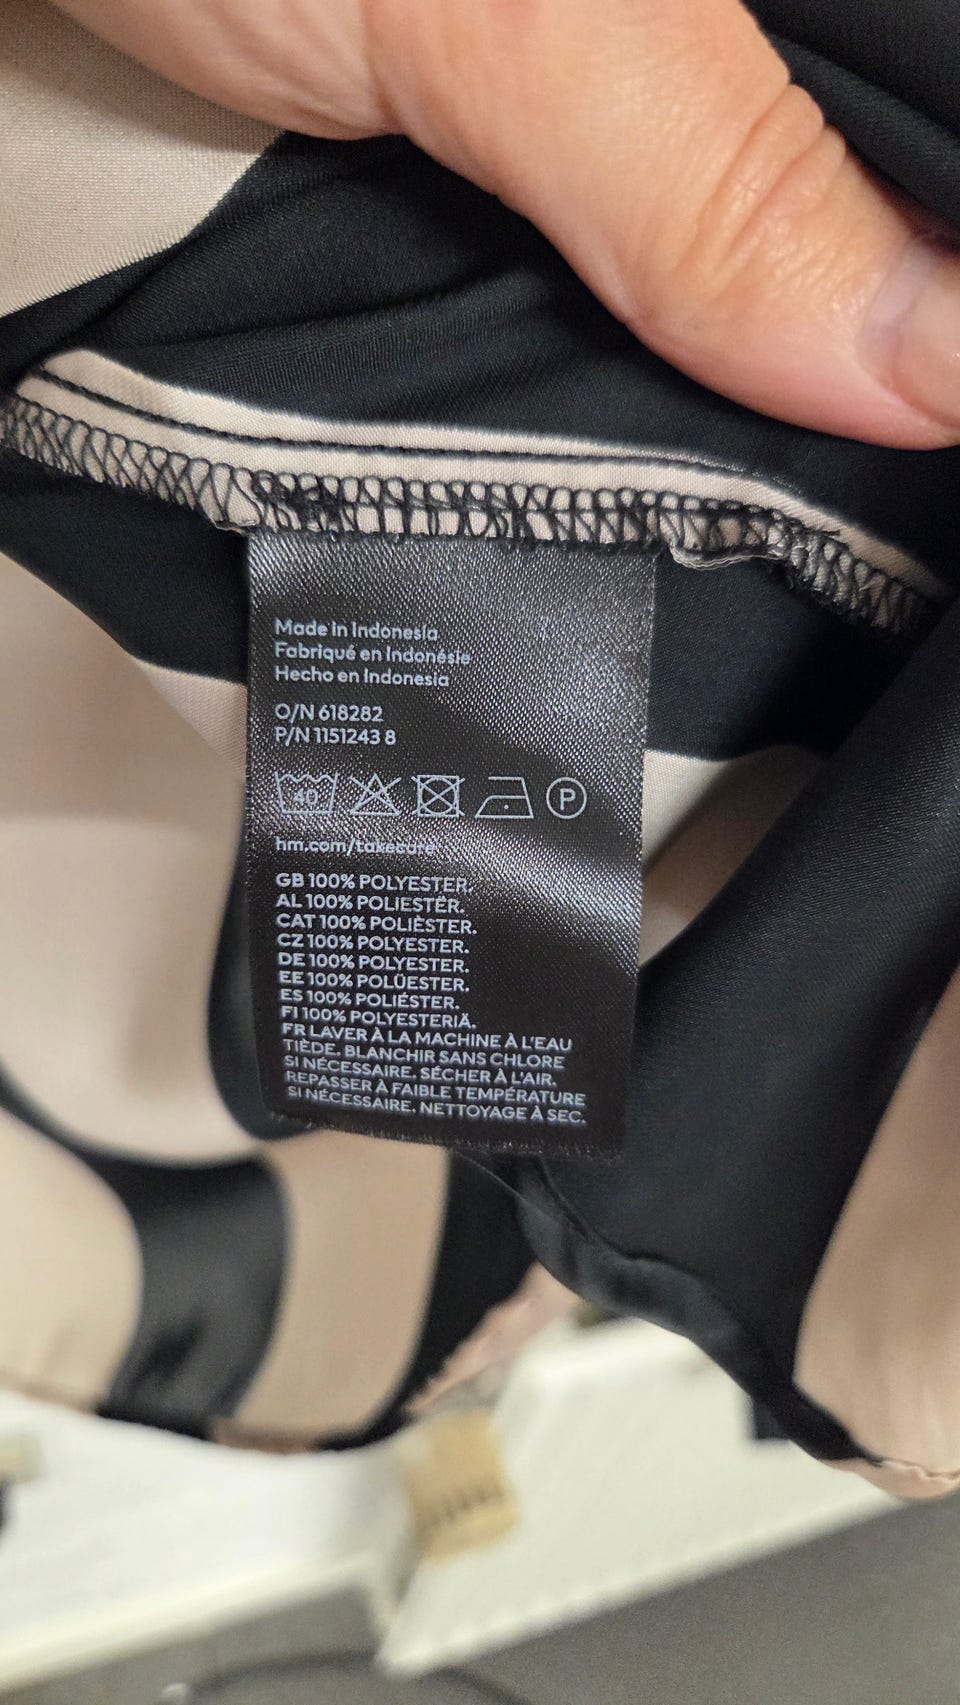 Made in Indonesia
Fabriqué en Indonésie
Hecho en Indonesia
O/N 618282
P/N 1151243 8
40 P
hm.com/takecare
GB 100% POLYESTER.
AL 100% POLIESTËR.
CAT 100% POLIÈSTER.
CZ 100% POLYESTER.
DE 100% POLYESTER.
EE 100% POLÜESTER.
ES 100% POLIÉSTER.
FI 100% POLYESTERIÄ.
FR LAVER À LA MACHINE À L'EAU
TIÈDE. BLANCHIR SANS CHLORE
SI NÉCESSAIRE. SÉCHER À L'AIR.
REPASSER À FAIBLE TEMPÉRATURE
SI NÉCESSAIRE. NETTOYAGE À SEC.